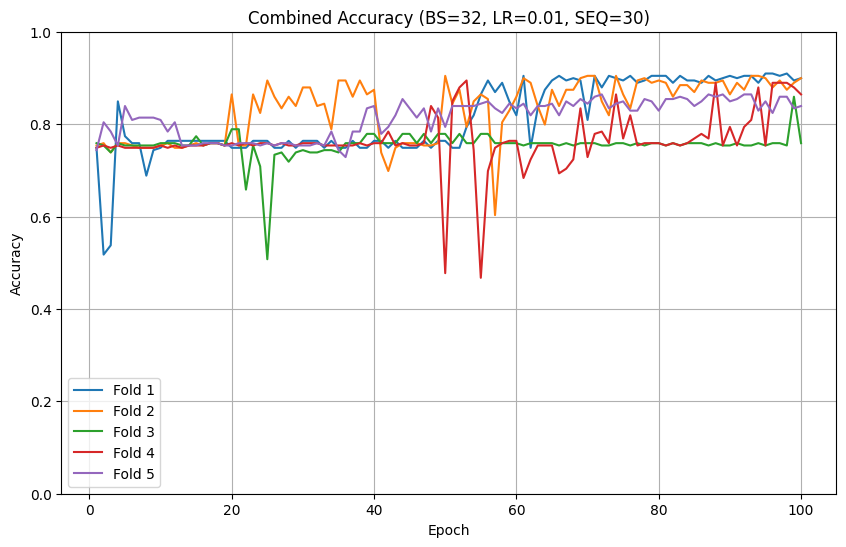 Combined Accuracy (BS=32, LR=0.01, SEQ=30)
1.0
0.8
0.6
0.4
0.2
0.0
Accuracy
Fold 1
Fold 2
Fold 3
Fold 4
Fold 5
0 20 40 60 80 100
Epoch